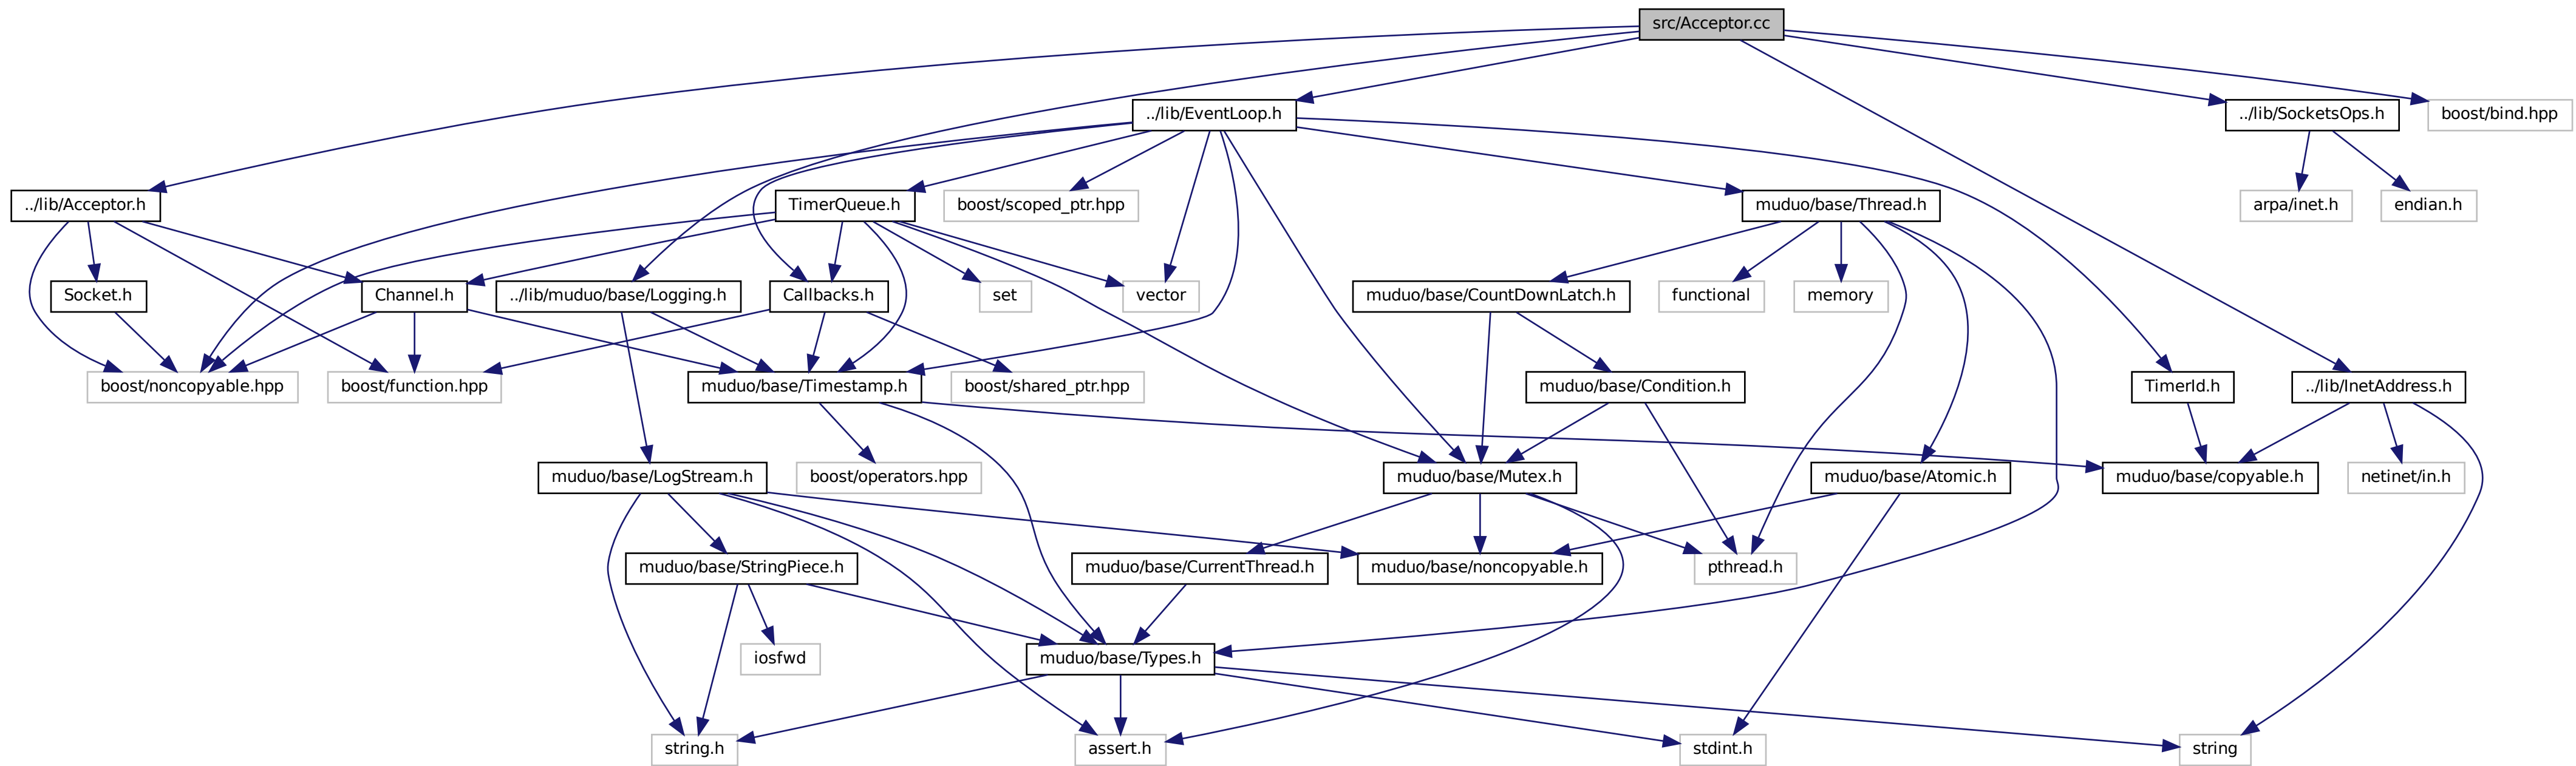 src/Acceptor.cc
../lib/EventLoop.h
../lib/SocketsOps.h
boost/bind.hpp
../lib/Acceptor.h
TimerQueue.h
boost/scoped_ptr.hpp
muduo/base/Thread.h
arpa/inet.h
endian.h
Socket.h
Channel.h
../lib/muduo/base/Logging.h
Callbacks.h
set
vector
muduo/base/CountDownLatch.h
functional
memory
boost/noncopyable.hpp
boost/function.hpp
muduo/base/Timestamp.h
boost/shared_ptr.hpp
muduo/base/Condition.h
TimerId.h
../lib/InetAddress.h
muduo/base/LogStream.h
boost/operators.hpp
muduo/base/Mutex.h
muduo/base/Atomic.h
muduo/base/copyable.h
netinet/in.h
muduo/base/StringPiece.h
muduo/base/CurrentThread.h
muduo/base/noncopyable.h
pthread.h
iosfwd
muduo/base/Types.h
string.h
assert.h
stdint.h
string